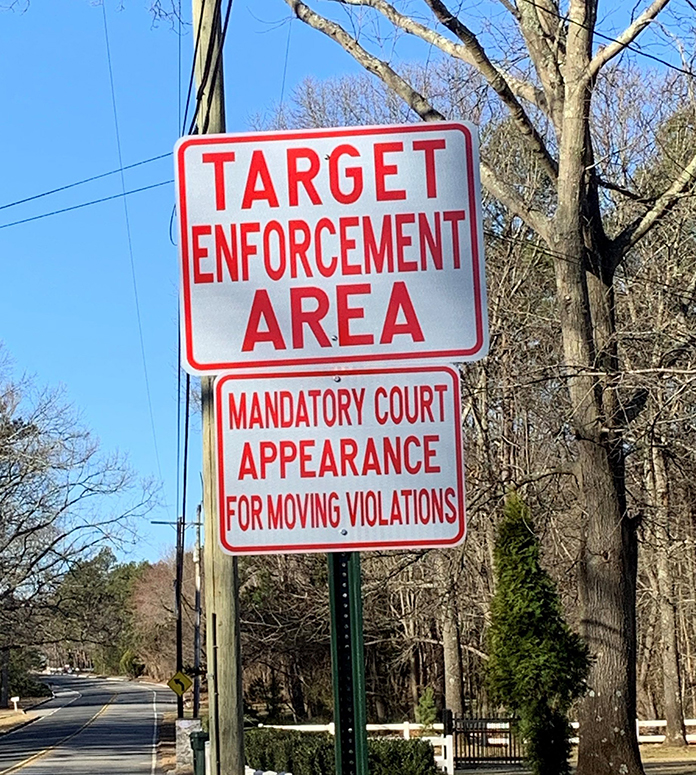 TARGET
ENFORCEMENT
AREA
MANDATORY COURT
APPEARANCE
FOR MOVING VIOLATIONS